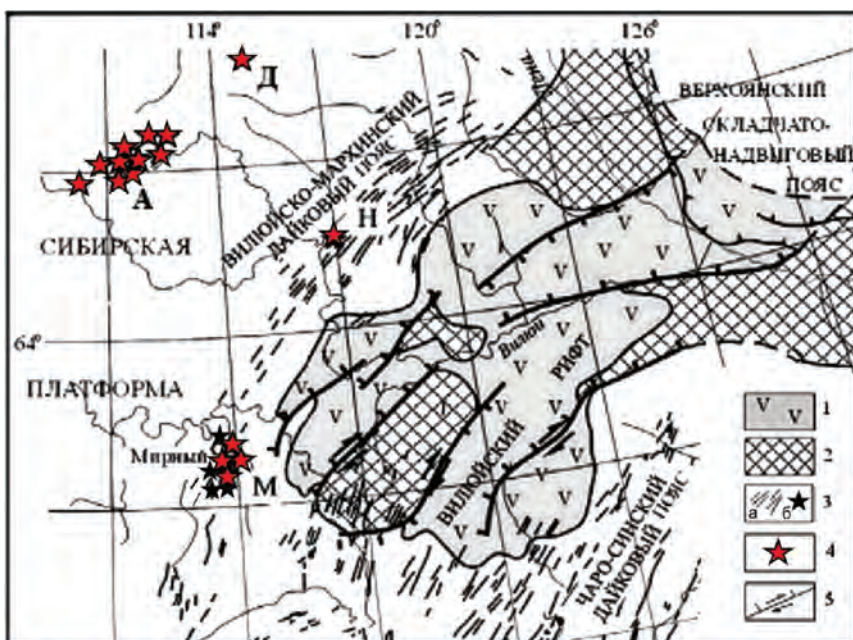 114°
120°
126°
Д
Лена
ВЕРХОЯНСКИЙ
СКЛАДЧАТО-
НАДВИГОВЫЙ
ПОЯС
ВИЛЮЙСКО-МАРХИНСКИЙ
ДАЙКОВЫЙ ПОЯС
А
Н
СИБИРСКАЯ
64°
Вилюй
ПЛАТФОРМА
ВИЛЮЙСКИЙ
РИФТ
Мирный
М
ЧАРО-СИНСКИЙ
ДАЙКОВЫЙ ПОЯС
V V 1
2
а б 3
4
5